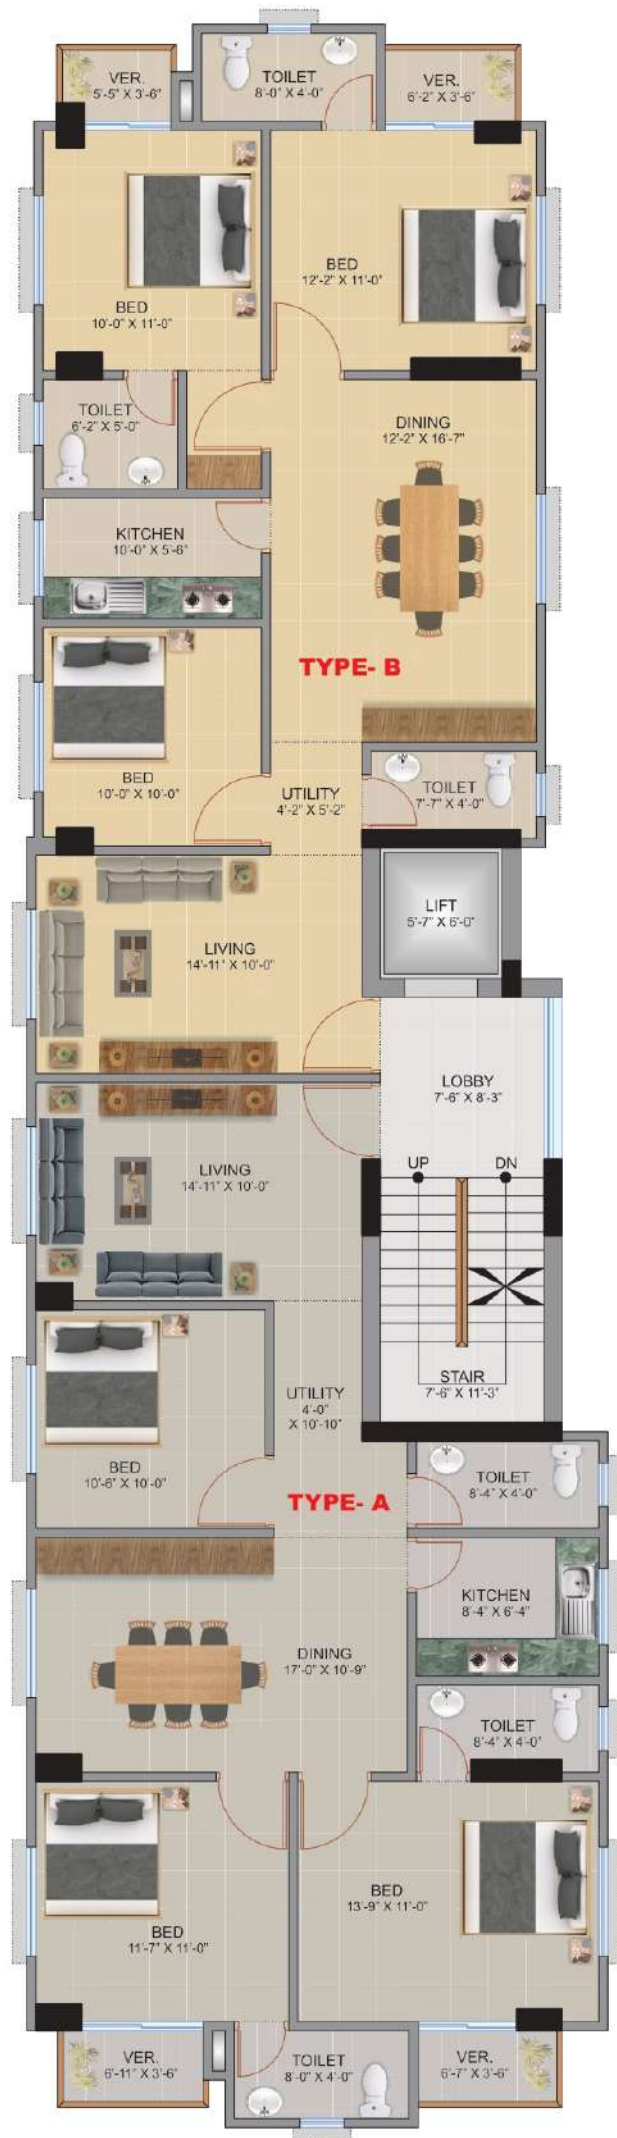 VER.
5'-5" X 3'-6"
TOILET
8'-0" X 4'-0"
VER.
6'-2" X 3'-6"
BED
12'-2" X 11'-0"
BED
10'-0" X 11'-0"
TOILET
6'-2" X 5'-0"
DINING
12'-2" X 16'-7"
KITCHEN
10'-0" X 5'-6"
TYPE- B
BED
10'-0" X 10'-0"
UTILITY
4'-2" X 5'-2"
TOILET
7'-7" X 4'-0"
LIFT
5'-7" X 6'-0"
LIVING
14'-11" X 10'-0"
LOBBY
7'-6" X 8'-3"
UP
DN
LIVING
14'-11" X 10'-0"
STAIR
7'-6" X 11'-3"
UTILITY
4'-0"
X 10'-10"
BED
10'-6" X 10'-0"
TOILET
8'-4" X 4'-0"
TYPE- A
KITCHEN
8'-4" X 6'-4"
DINING
17'-0" X 10'-9"
TOILET
8'-4" X 4'-0"
BED
13'-9" X 11'-0"
BED
11'-7" X 11'-0"
VER.
6'-11" X 3'-6"
TOILET
8'-0" X 4'-0"
VER.
6'-7" X 3'-6"